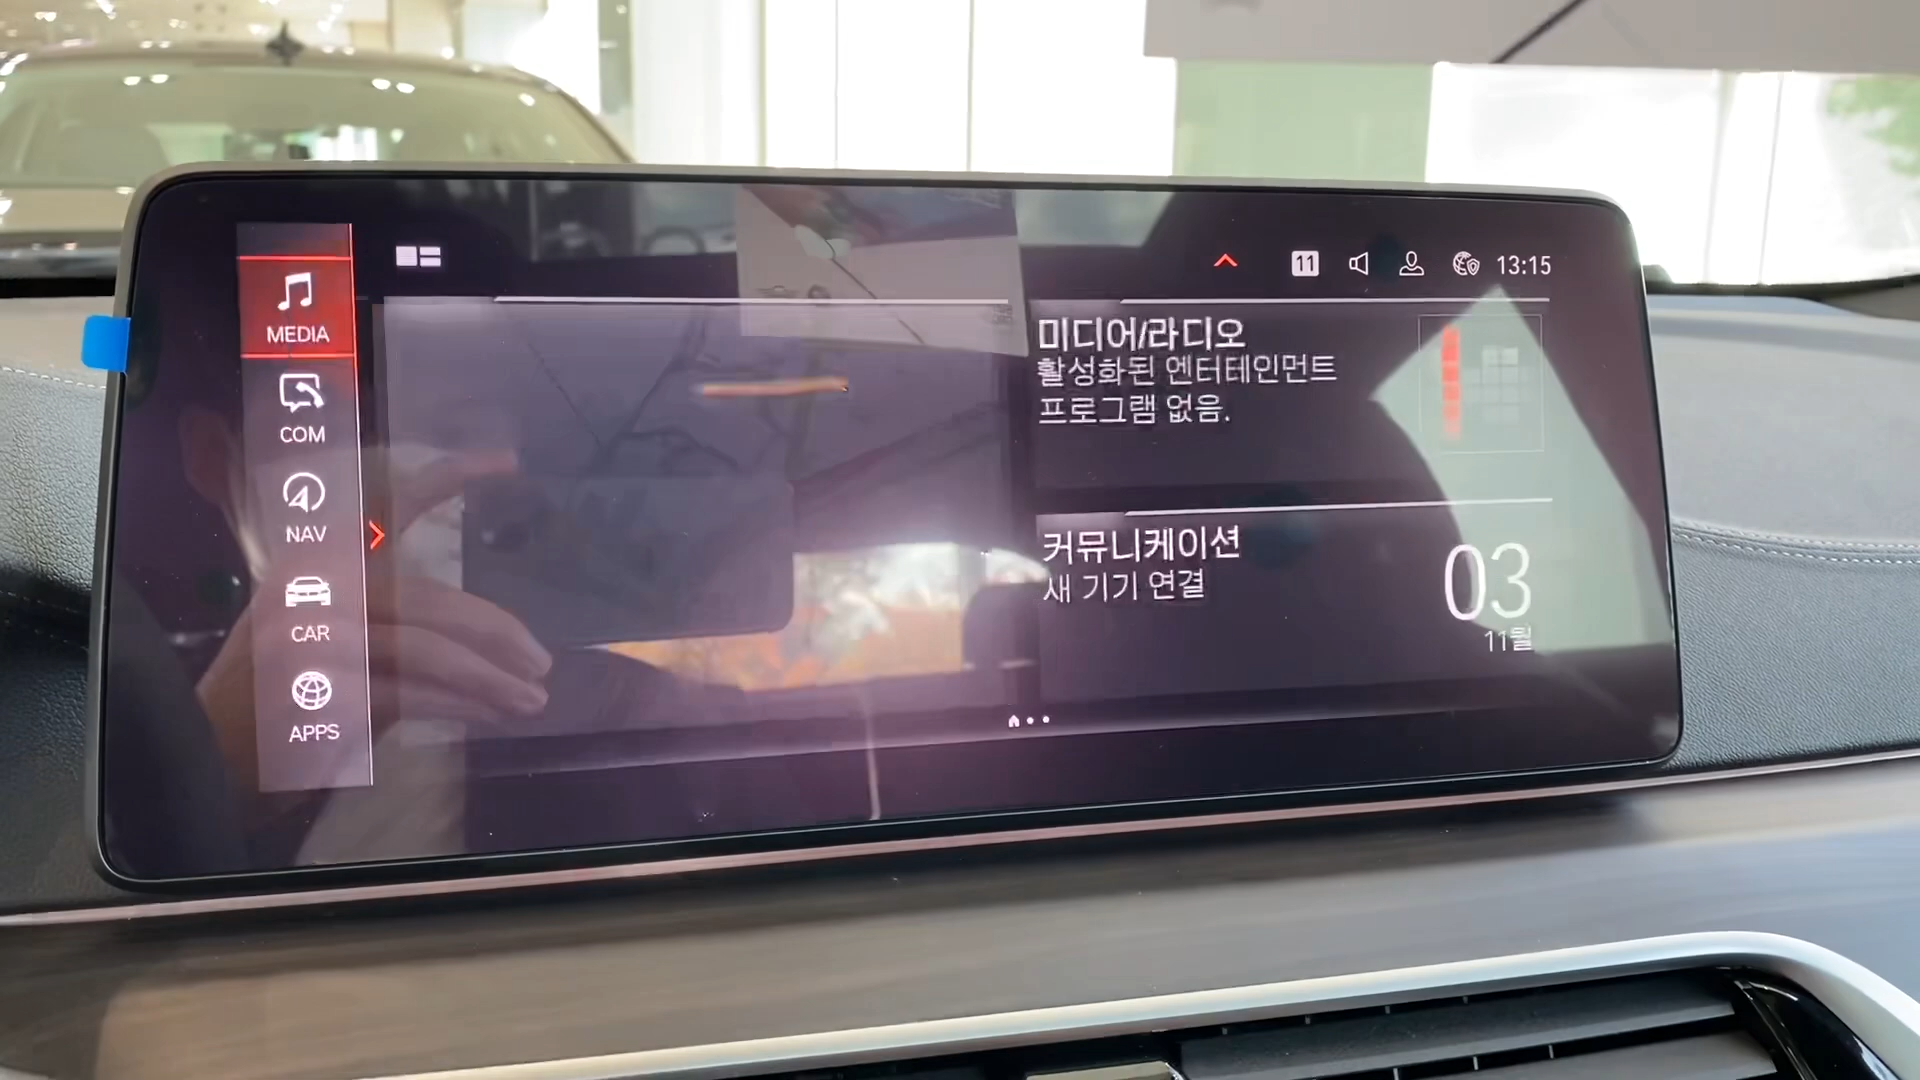 11
13:15
MEDIA
COM
NAV
CAR
APPS
미디어/라디오
활성화된 엔터테인먼트
프로그램 없음.
커뮤니케이션
새 기기 연결
03
11월